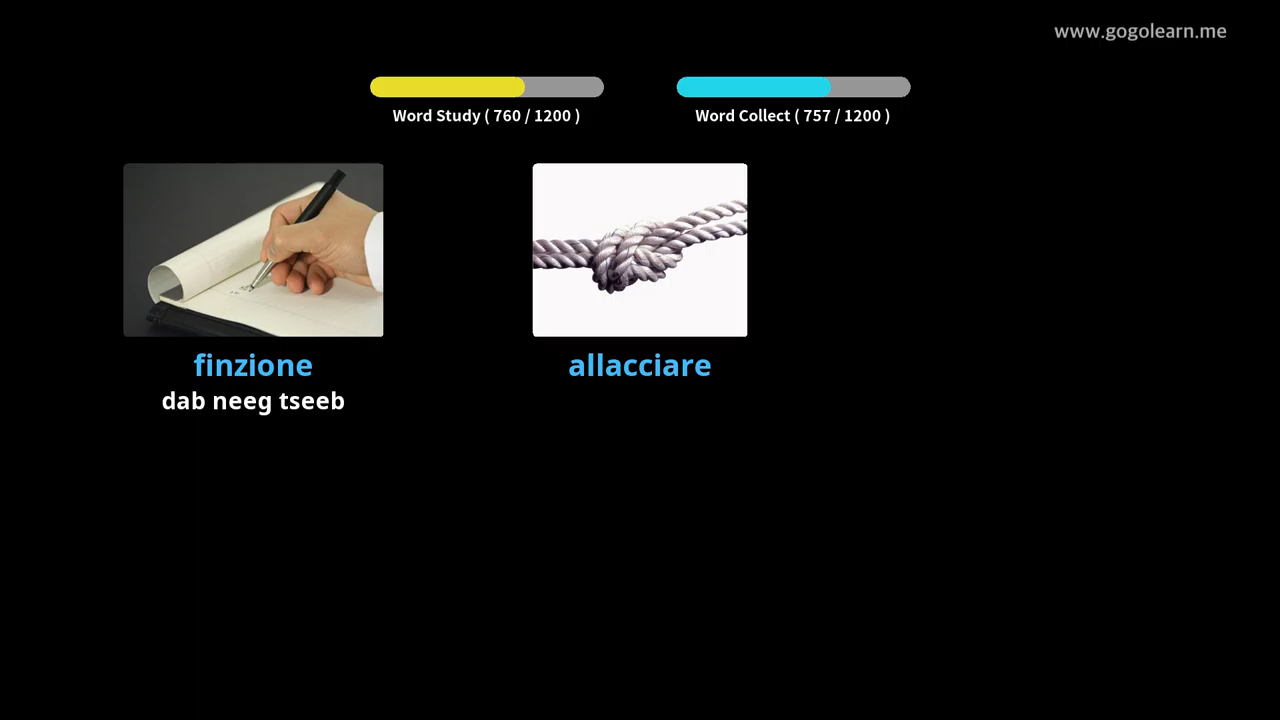 www.gogolearn.me
Word Study ( 760 / 1200 )
Word Collect ( 757 / 1200 )
finzione
dab neeg tseeb
allacciare